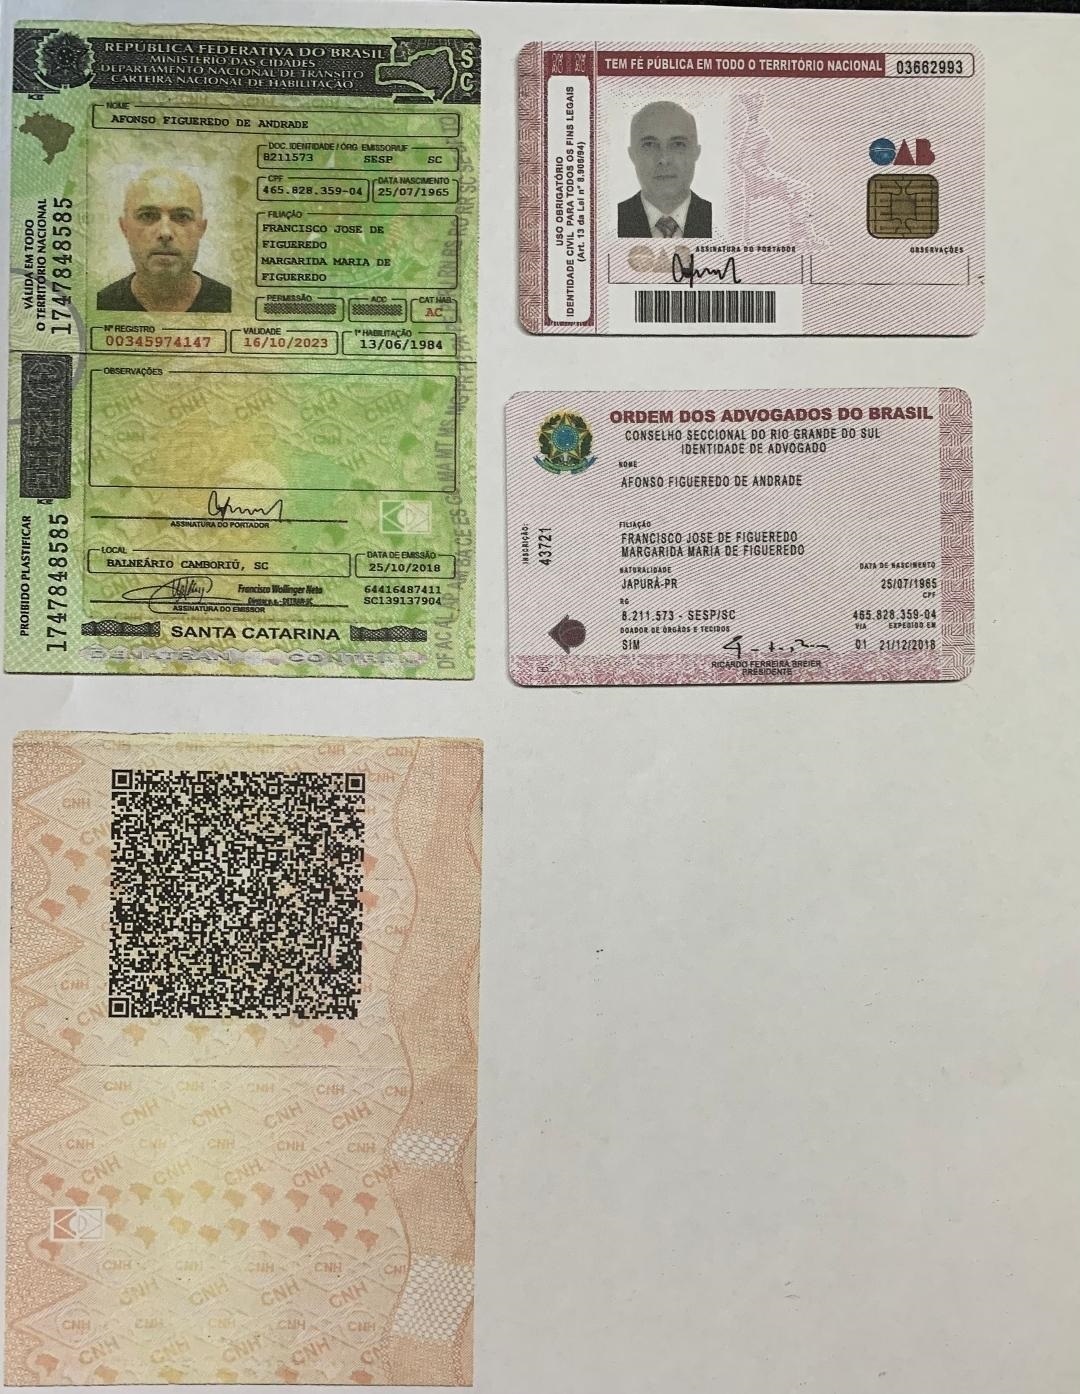 REPÚBLICA FEDERATIVA DO BRASIL
MINISTÉRIO DAS CIDADES
DEPARTAMENTO NACIONAL DE TRÂNSITO
CARTEIRA NACIONAL DE HABILITAÇÃO
SC
VÁLIDA EM TODO
O TERRITÓRIO NACIONAL
1747848585
NOME
AFONSO FIGUEREDO DE ANDRADE
DOC. IDENTIDADE / ÓRG. EMISSOR/UF
8211573 SESP SC
CPF DATA NASCIMENTO
465.828.359-04 25/07/1965
FILIAÇÃO
FRANCISCO JOSE DE
FIGUEREDO
MARGARIDA MARIA DE
FIGUEREDO
PERMISSÃO ACC CAT HAB
AC
Nº REGISTRO VALIDADE 1ª HABILITAÇÃO
00345974147 16/10/2023 13/06/1984
OBSERVAÇÕES
PROIBIDO PLASTIFICAR
1747848585
ASSINATURA DO PORTADOR
LOCAL DATA DE EMISSÃO
BALNEÁRIO CAMBORIÚ, SC 25/10/2018
Francisco Wollinger Neto
64416487411
SC139137904
ASSINATURA DO EMISSOR
SANTA CATARINA
TEM FÉ PÚBLICA EM TODO O TERRITÓRIO NACIONAL 03662993
USO OBRIGATÓRIO
IDENTIDADE CIVIL PARA TODOS OS FINS LEGAIS
(Art. 13 da Lei nº 8.906/94)
OAB
OAB
ASSINATURA DO PORTADOR OBSERVAÇÕES
ORDEM DOS ADVOGADOS DO BRASIL
CONSELHO SECCIONAL DO RIO GRANDE DO SUL
IDENTIDADE DE ADVOGADO
NOME
AFONSO FIGUEREDO DE ANDRADE
INSCRIÇÃO:
43721
FILIAÇÃO
FRANCISCO JOSE DE FIGUEREDO
MARGARIDA MARIA DE FIGUEREDO
NATURALIDADE DATA DE NASCIMENTO
JAPURÁ-PR 25/07/1965
RG CPF
8.211.573 - SESP/SC 465.828.359-04
DOADOR DE ÓRGÃOS E TECIDOS VIA EXPEDIDO EM
SIM 01 21/12/2018
RICARDO FERREIRA BREIER
PRESIDENTE